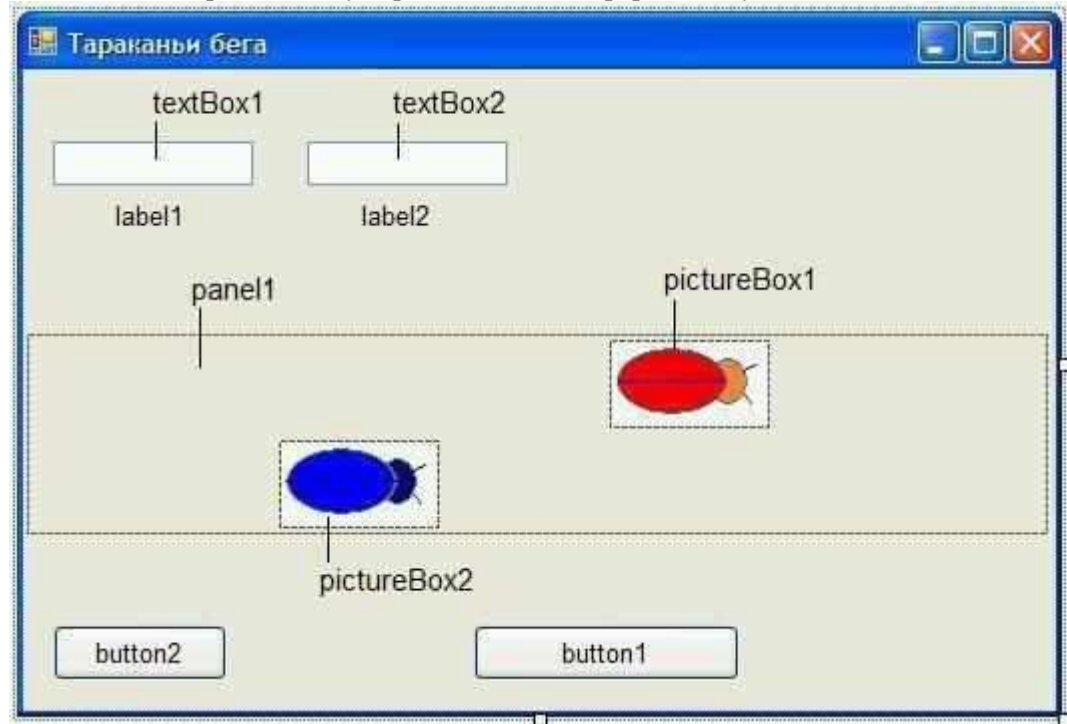 Тараканьи бега
textBox1 textBox2
label1 label2
panel1 pictureBox1
pictureBox2
button2 button1